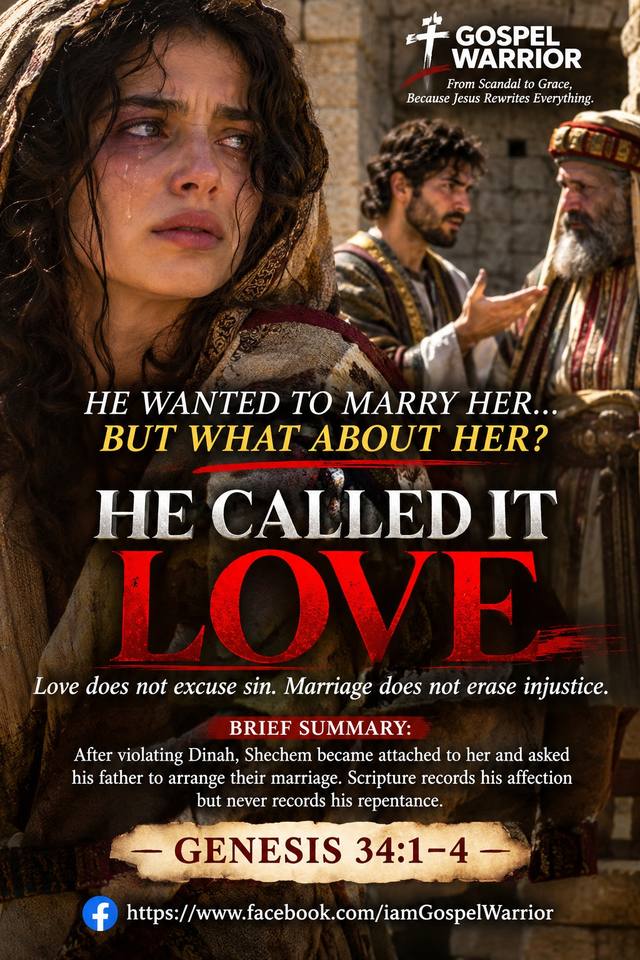 GOSPEL
WARRIOR
From Scandal to Grace,
Because Jesus Rewrites Everything.
HE WANTED TO MARRY HER...
BUT WHAT ABOUT HER?
HE CALLED IT
LOVE
Love does not excuse sin. Marriage does not erase injustice.
BRIEF SUMMARY:
After violating Dinah, Shechem became attached to her and asked
his father to arrange their marriage. Scripture records his affection
but never records his repentance.
— GENESIS 34:1–4 —
https://www.facebook.com/iamGospelWarrior